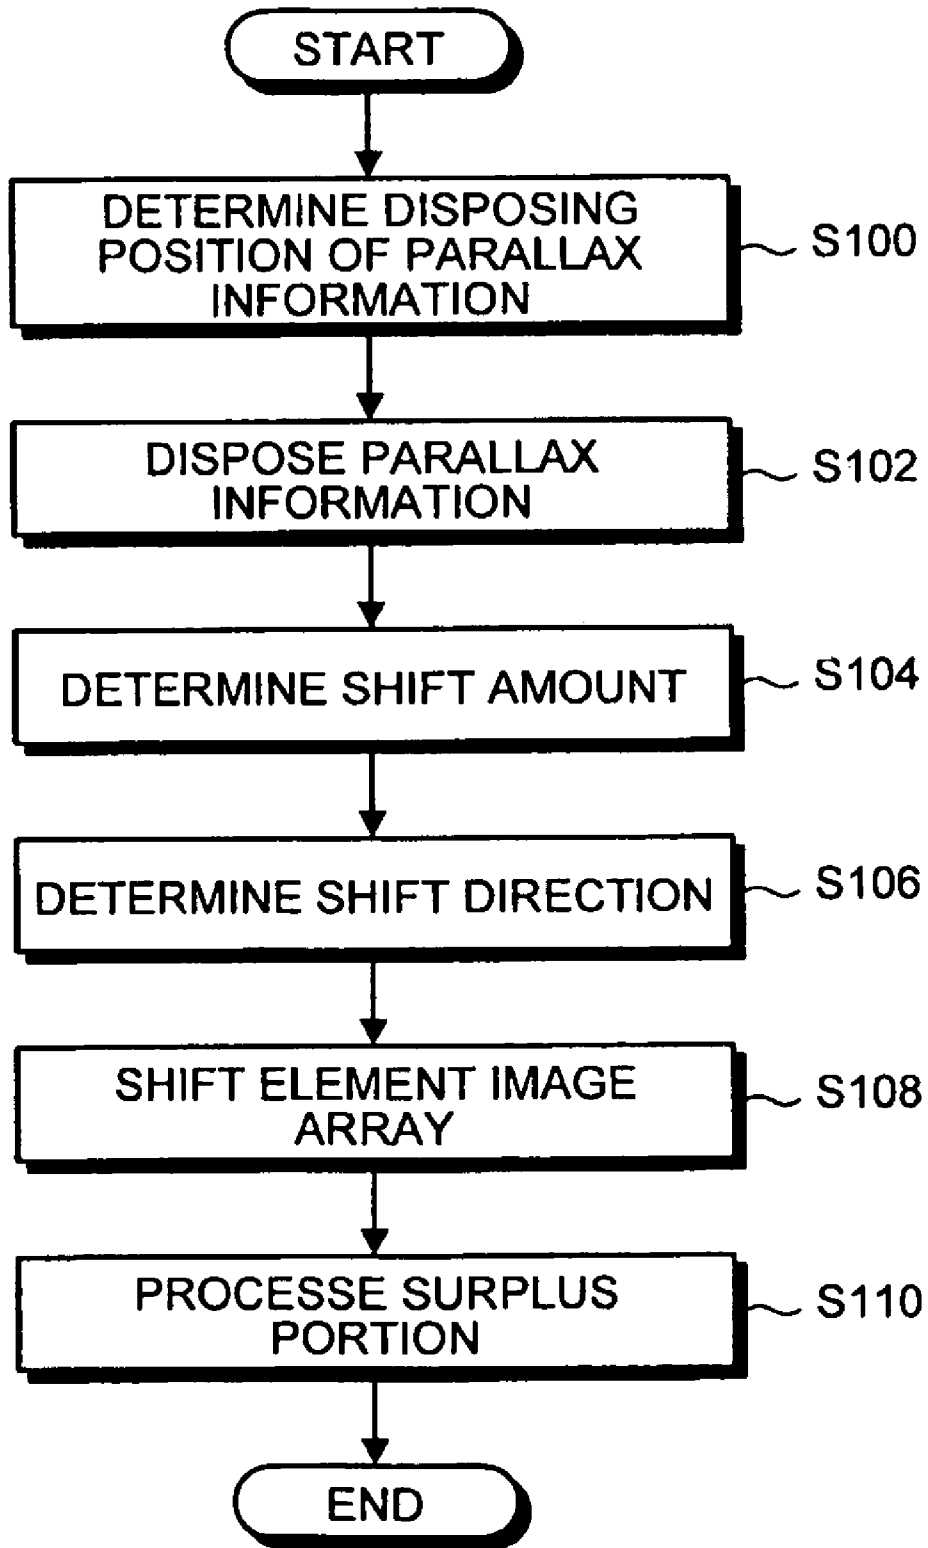 START
DETERMINE DISPOSING
POSITION OF PARALLAX
INFORMATION
S100
DISPOSE PARALLAX
INFORMATION
S102
DETERMINE SHIFT AMOUNT
S104
DETERMINE SHIFT DIRECTION
S106
SHIFT ELEMENT IMAGE
ARRAY
S108
PROCESSE SURPLUS
PORTION
S110
END